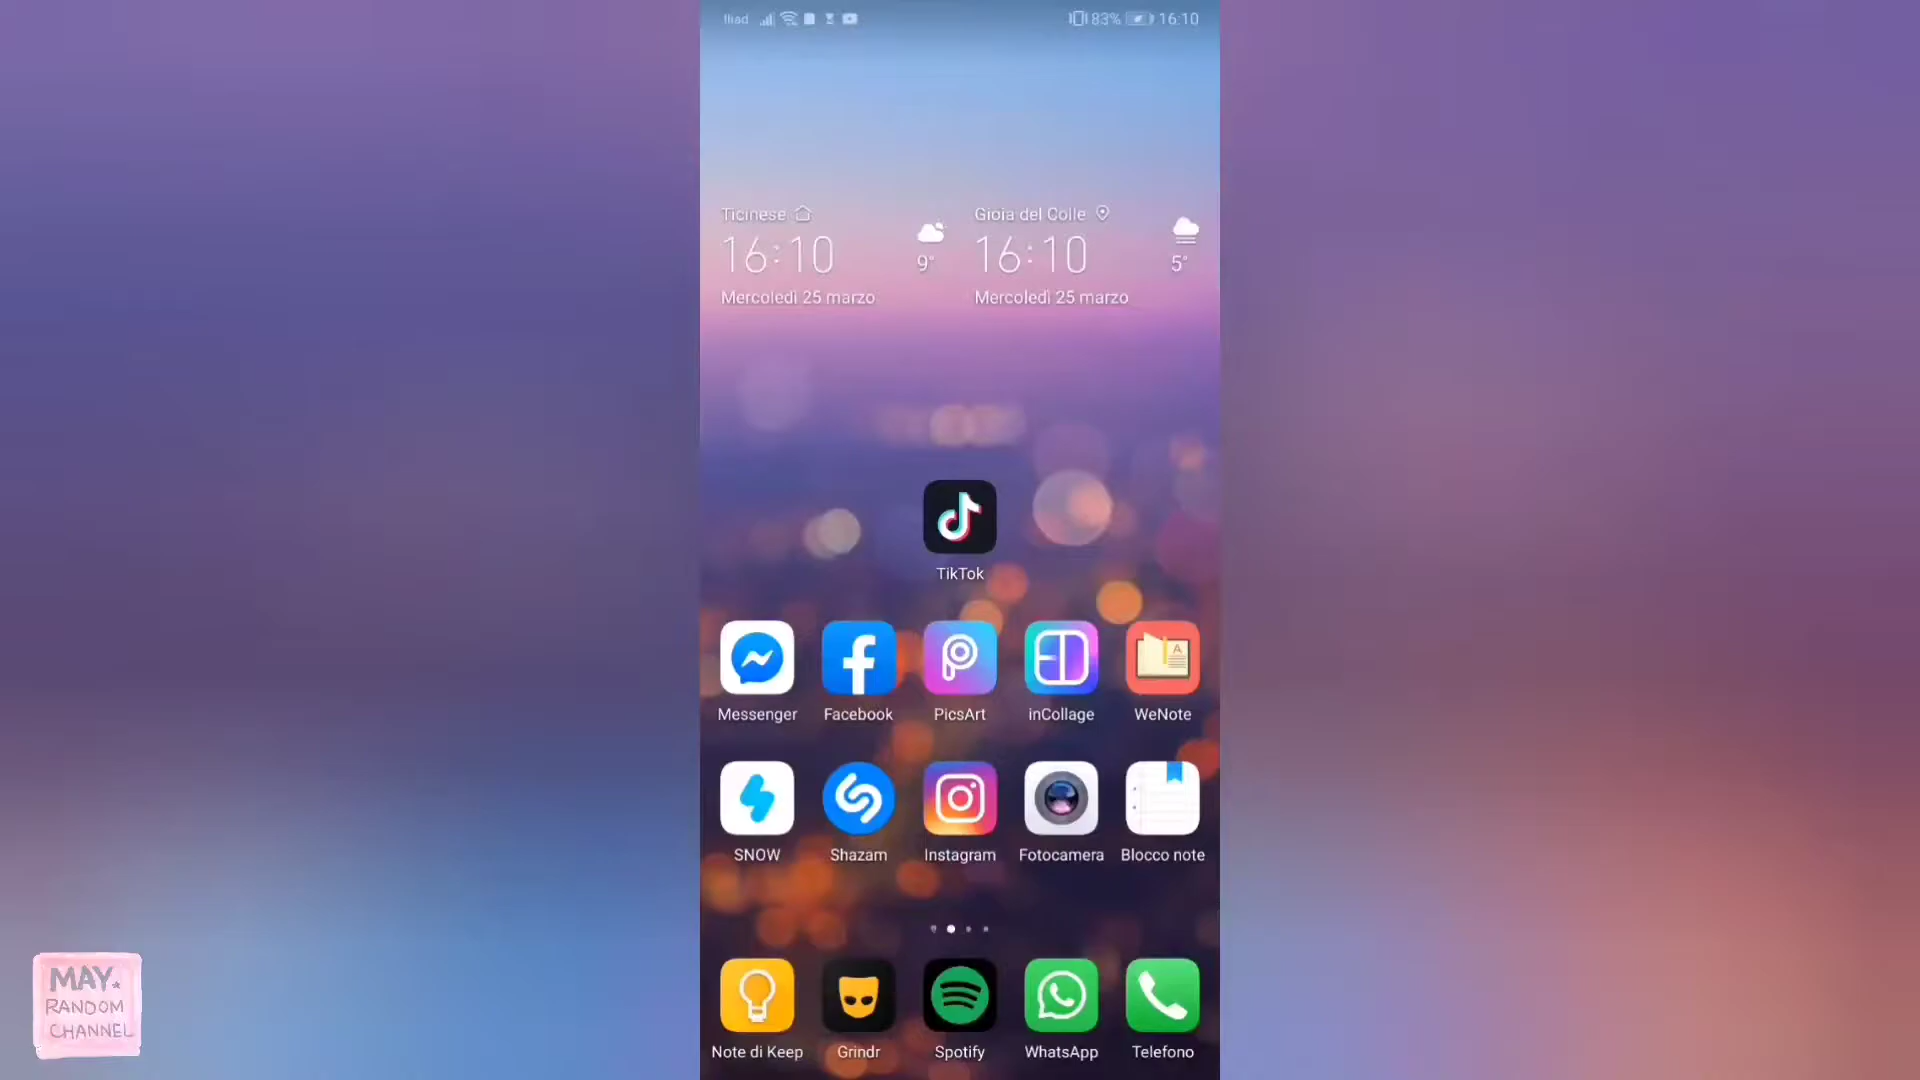 Iliad 83% 16:10
Ticinese Gioia del Colle
16:10 9° 16:10 5°
Mercoledì 25 marzo Mercoledì 25 marzo
TikTok
Messenger Facebook PicsArt inCollage WeNote
SNOW Shazam Instagram Fotocamera Blocco note
Note di Keep Grindr Spotify WhatsApp Telefono
MAY.
RANDOM
CHANNEL